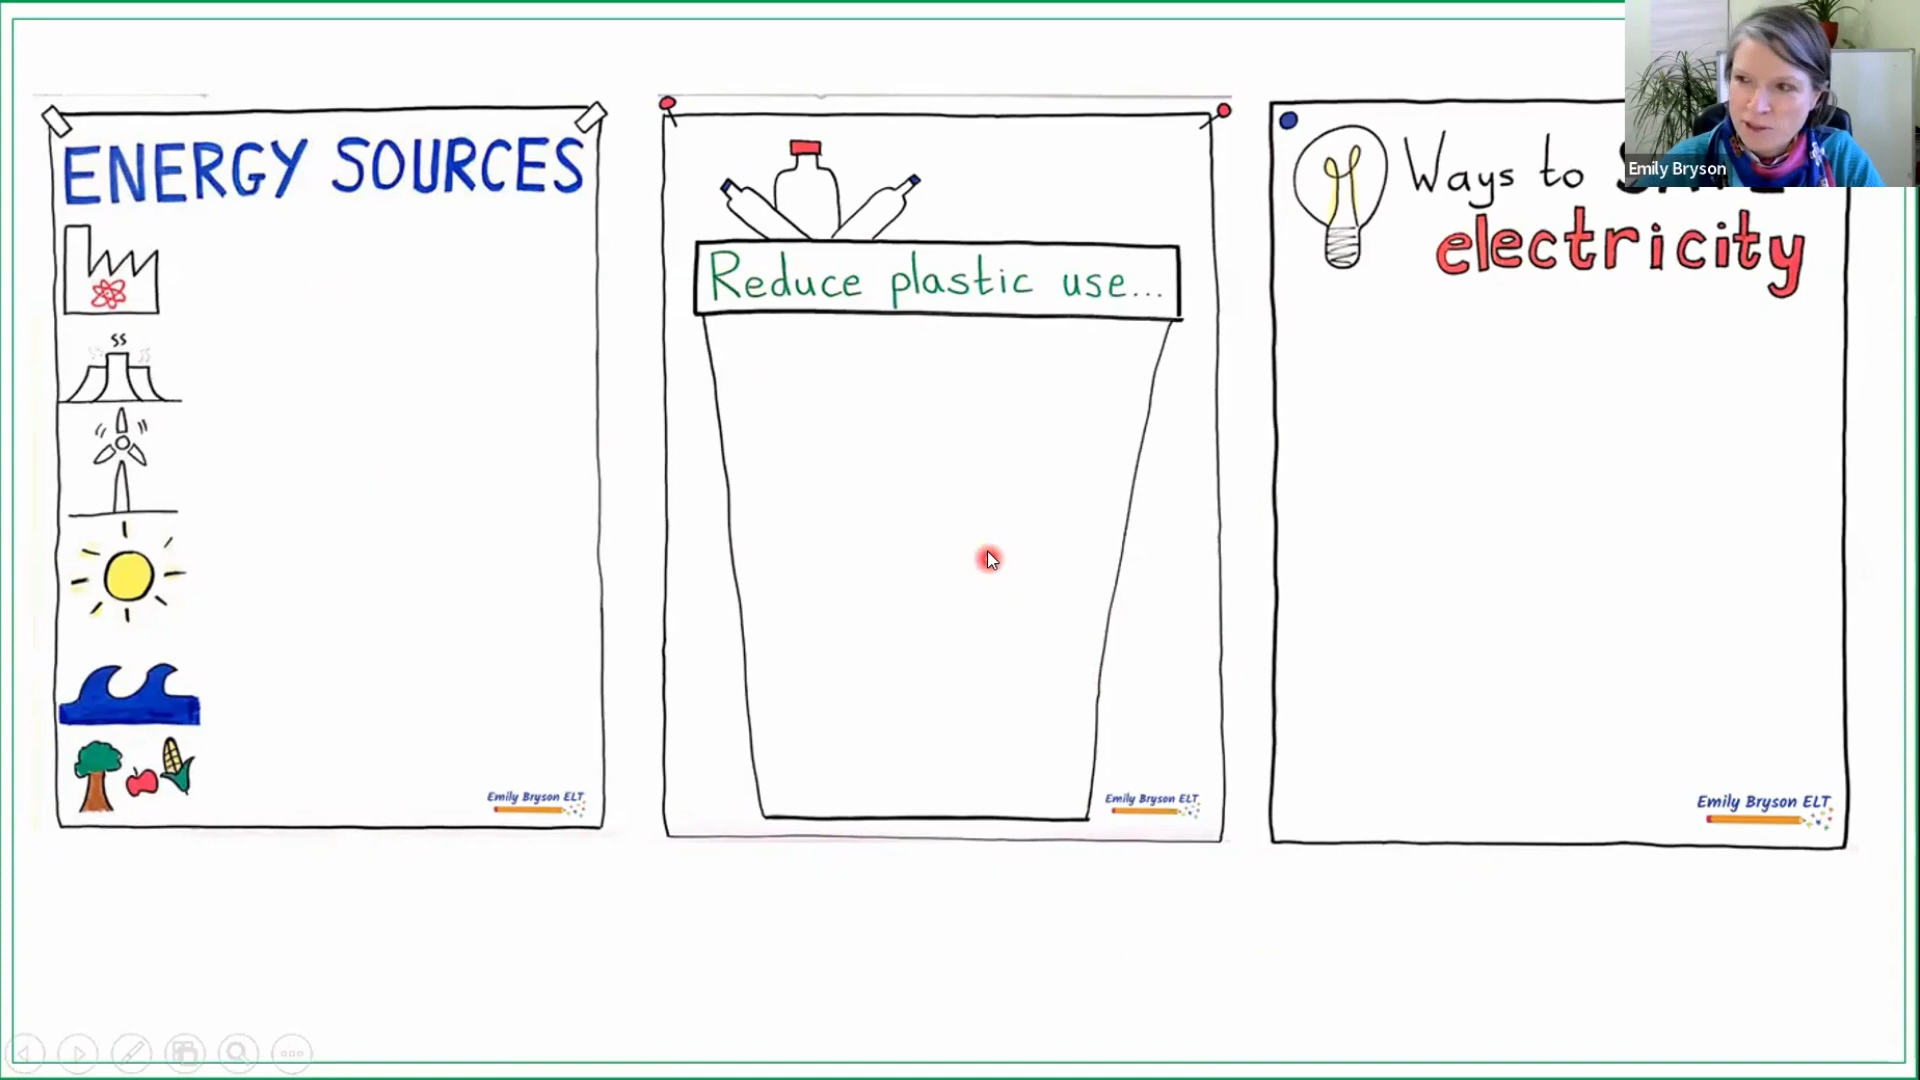 ENERGY SOURCES
ss
Emily Bryson ELT
Reduce plastic use...
Emily Bryson ELT
Ways to
electricity
Emily Bryson ELT
Emily Bryson